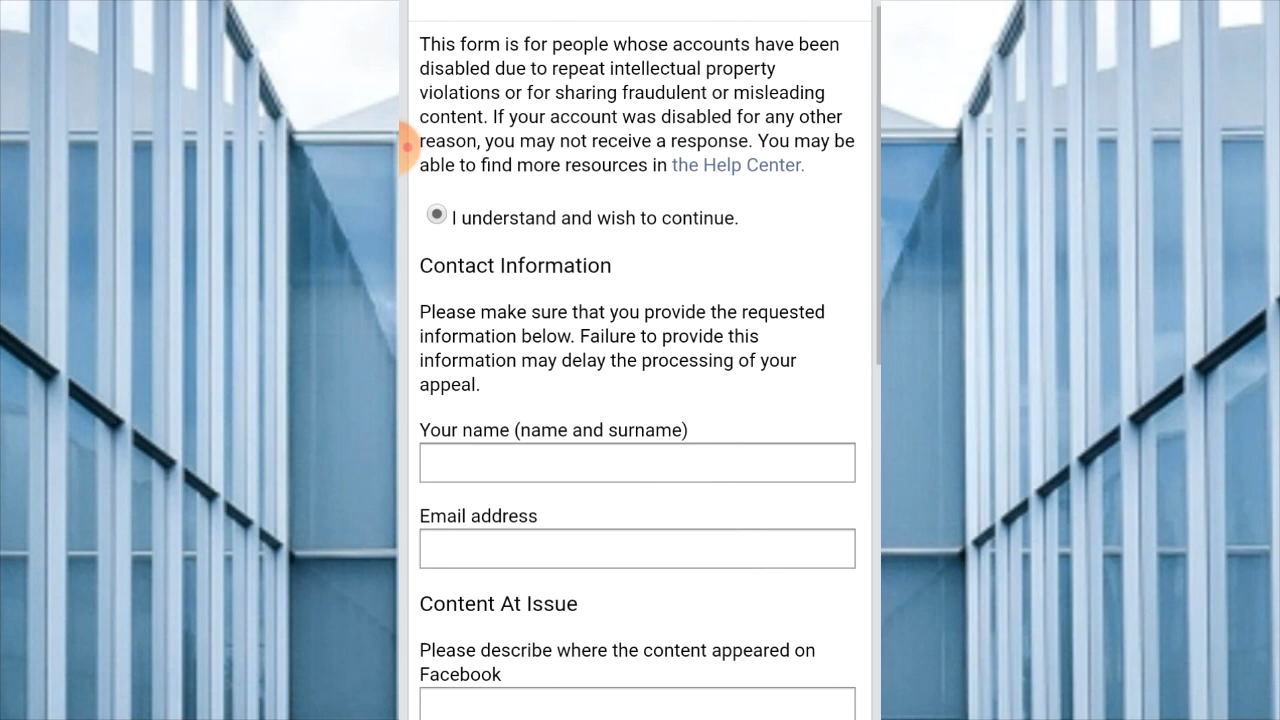 This form is for people whose accounts have been
disabled due to repeat intellectual property
violations or for sharing fraudulent or misleading
content. If your account was disabled for any other
reason, you may not receive a response. You may be
able to find more resources in the Help Center.
I understand and wish to continue.
Contact Information
Please make sure that you provide the requested
information below. Failure to provide this
information may delay the processing of your
appeal.
Your name (name and surname)
Email address
Content At Issue
Please describe where the content appeared on
Facebook